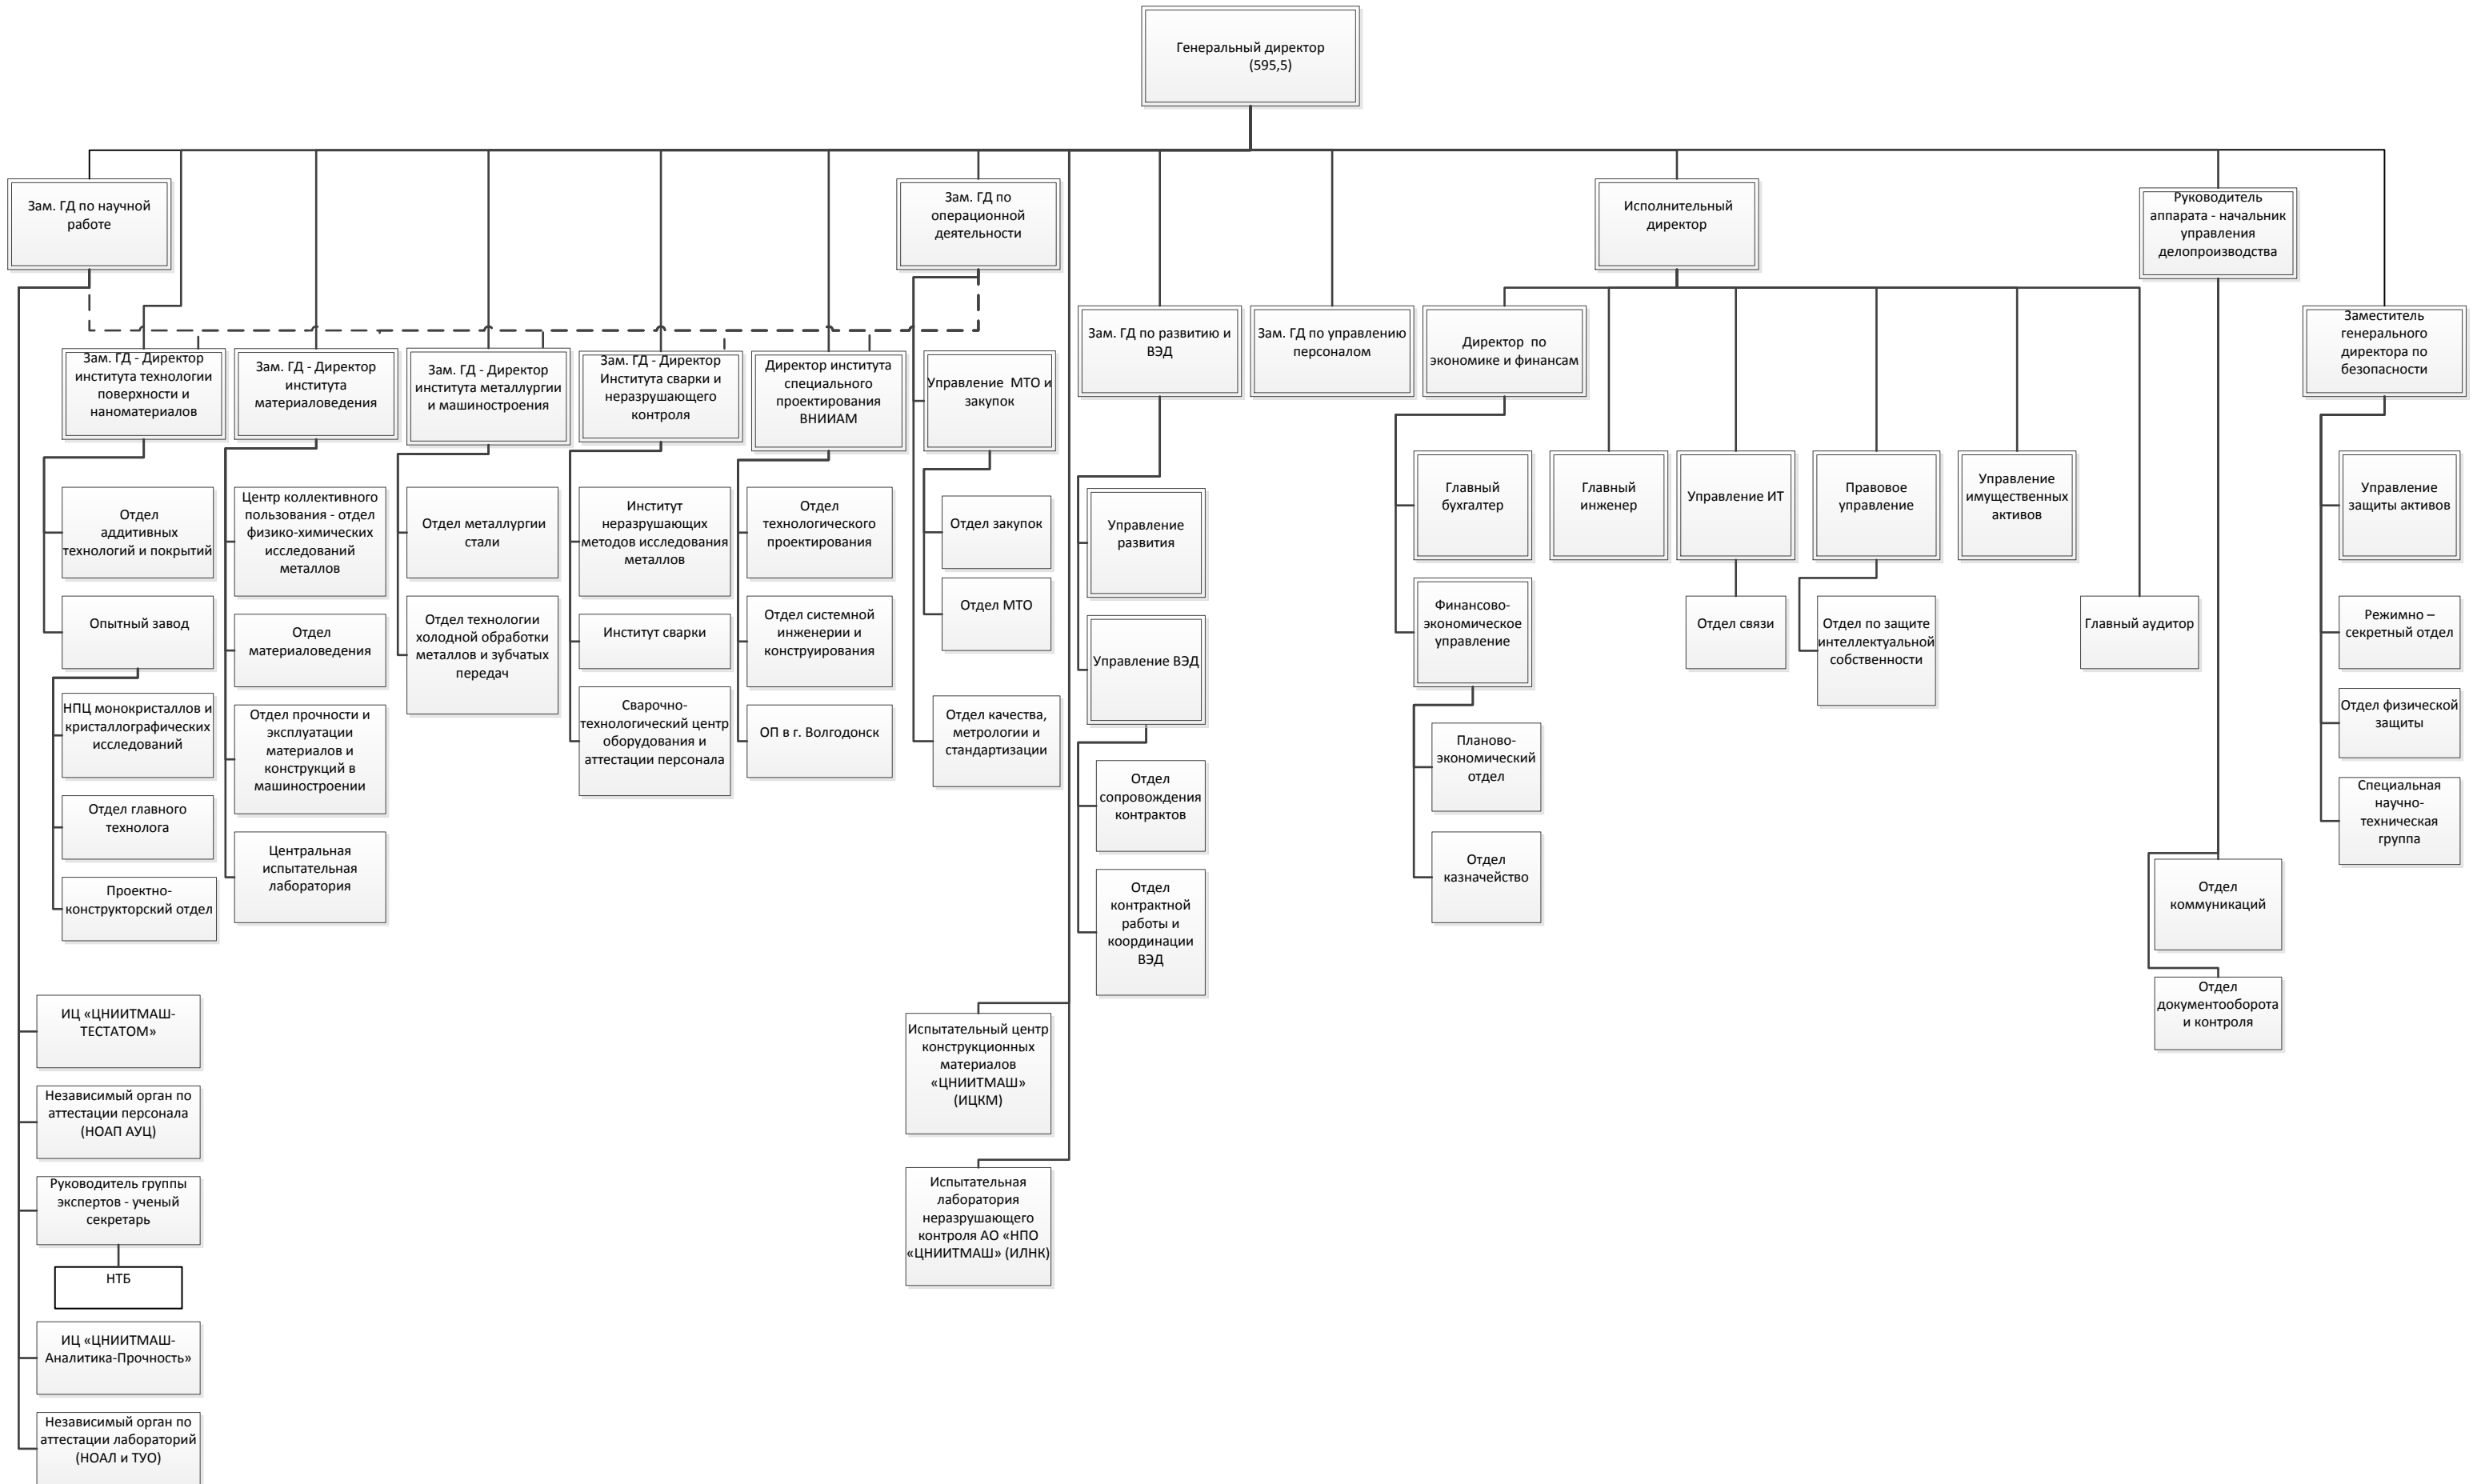 Генеральный директор
(595,5)
Зам. ГД по научной
работе
Зам. ГД по
операционной
деятельности
Исполнительный
директор
Руководитель
аппарата - начальник
управления
делопроизводства
Зам. ГД по развитию и
ВЭД
Зам. ГД по управлению
персоналом
Директор  по
экономике и финансам
Заместитель
генерального
директора по
безопасности
Зам. ГД - Директор
института технологии
поверхности и
наноматериалов
Зам. ГД - Директор
института
материаловедения
Зам. ГД - Директор
института металлургии
и машиностроения
Зам. ГД - Директор
Института сварки и
неразрушающего
контроля
Директор института
специального
проектирования
ВНИИАМ
Управление  МТО и
закупок
Главный
бухгалтер
Главный
инженер
Управление ИТ
Правовое
управление
Управление
имущественных
активов
Управление
защиты активов
Отдел
аддитивных
технологий и покрытий
Центр коллективного
пользования - отдел
физико-химических
исследований
металлов
Отдел металлургии
стали
Институт
неразрушающих
методов исследования
металлов
Отдел
технологического
проектирования
Отдел закупок
Управление
развития
Отдел МТО
Финансово-
экономическое
управление
Опытный завод
Отдел
материаловедения
Отдел технологии
холодной обработки
металлов и зубчатых
передач
Институт сварки
Отдел системной
инженерии и
конструирования
Управление ВЭД
Отдел связи
Отдел по защите
интеллектуальной
собственности
Главный аудитор
Режимно –
секретный отдел
НПЦ монокристаллов и
кристаллографических
исследований
Отдел прочности и
эксплуатации
материалов и
конструкций в
машиностроении
Сварочно-
технологический центр
оборудования и
аттестации персонала
ОП в г. Волгодонск
Отдел качества,
метрологии и
стандартизации
Планово-
экономический
отдел
Отдел физической
защиты
Отдел главного
технолога
Центральная
испытательная
лаборатория
Отдел
сопровождения
контрактов
Отдел
казначейство
Специальная
научно-
техническая
группа
Проектно-
конструкторский отдел
Отдел
контрактной
работы и
координации
ВЭД
Отдел
коммуникаций
Отдел
документооборота
и контроля
ИЦ «ЦНИИТМАШ-
ТЕСТАТОМ»
Испытательный центр
конструкционных
материалов
«ЦНИИТМАШ»
(ИЦКМ)
Независимый орган по
аттестации персонала
(НОАП АУЦ)
Руководитель группы
экспертов - ученый
секретарь
Испытательная
лаборатория
неразрушающего
контроля АО «НПО
«ЦНИИТМАШ» (ИЛНК)
НТБ
ИЦ «ЦНИИТМАШ-
Аналитика-Прочность»
Независимый орган по
аттестации лабораторий
(НОАЛ и ТУО)